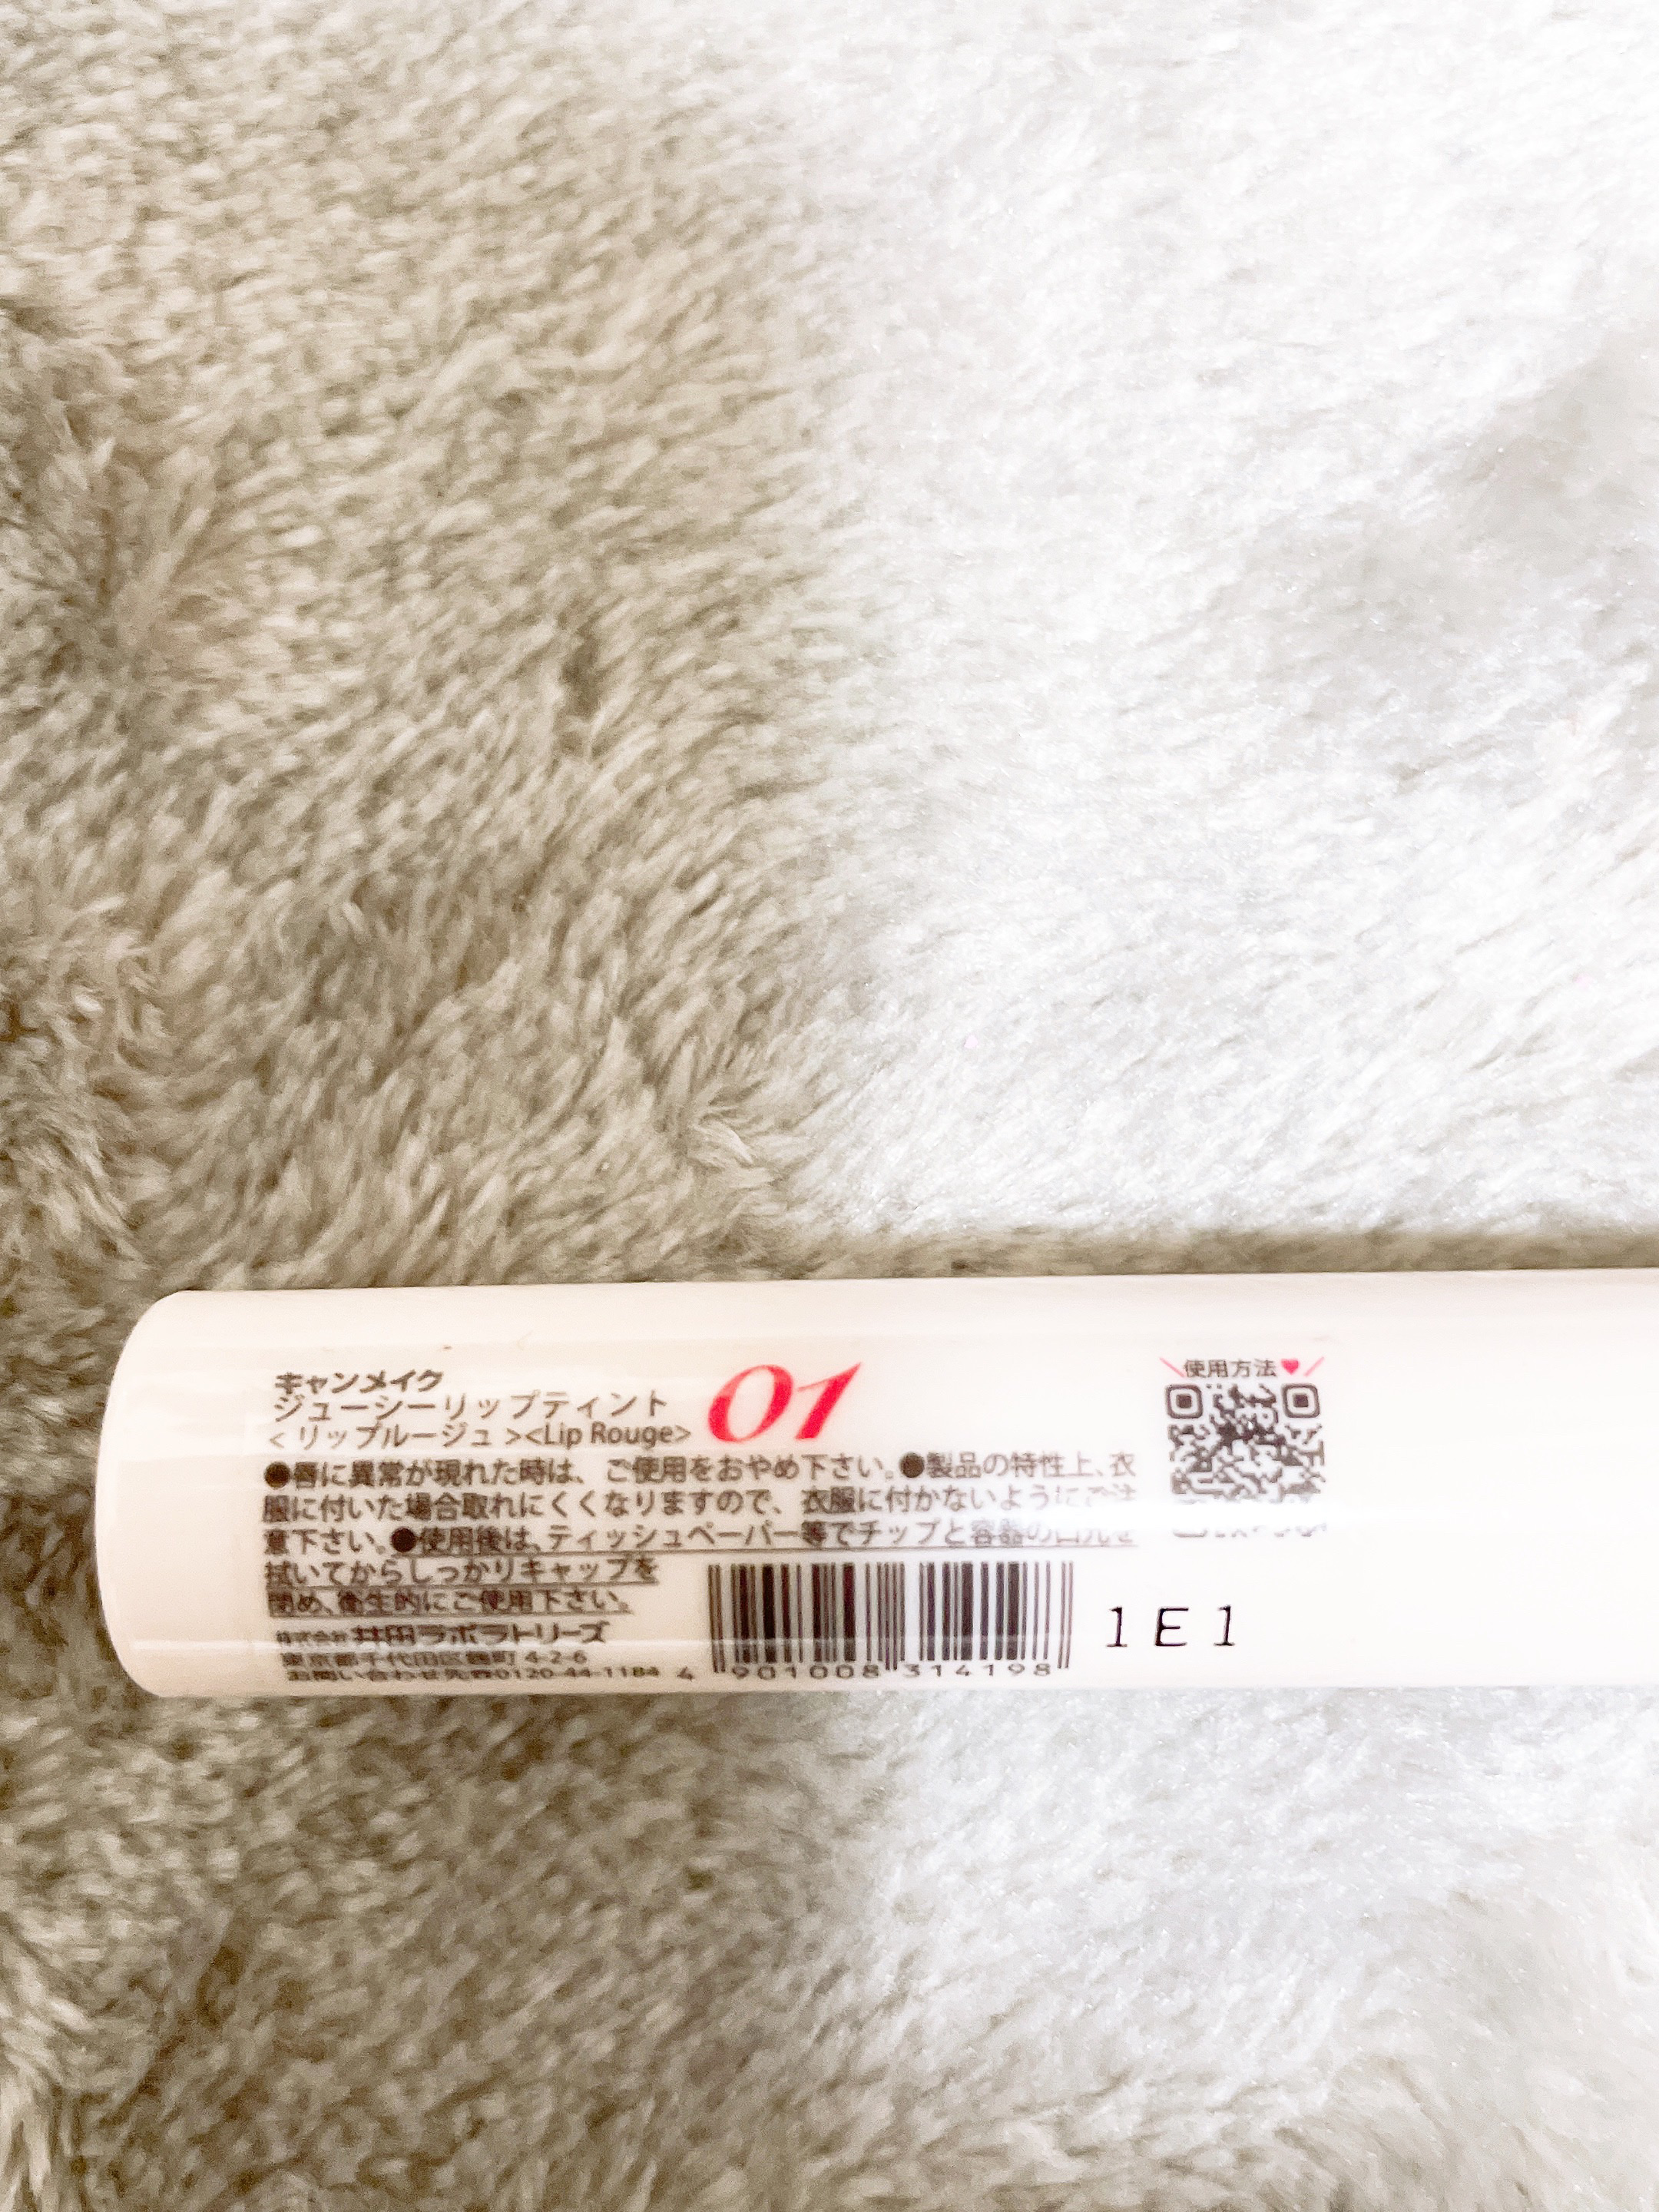 キャンメイク
ジューシーリップティント
<リップルージュ><Lip Rouge>
01
●唇に異常が現れた時は、ご使用をおやめ下さい。●製品の特性上、衣
服に付いた場合取れにくくなりますので、衣服に付かないようにご注
意下さい。●使用後は、ティッシュペーパー等でチップと容器の口元を
拭いてからしっかりキャップを
閉め、衛生的にご使用下さい。
株式会社井田ラボラトリーズ
東京都千代田区麹町 4-2-6
お問い合わせ先☎0120-44-1184
4 901008 314198
使用方法♥
1E1